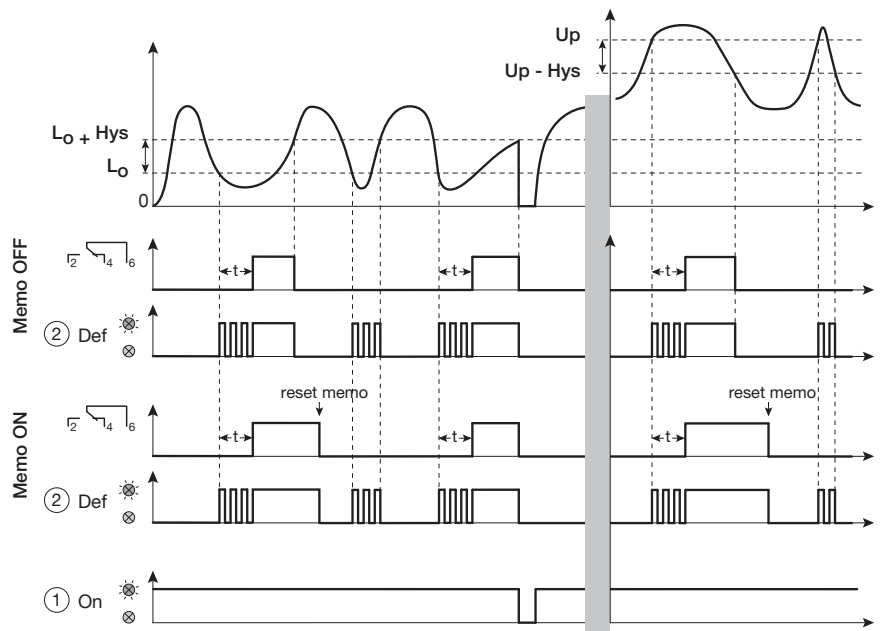 Up
Up - Hys
Lo + Hys
Lo
0
Memo OFF
2 4 6
t t t
2 Def
Memo ON
reset memo reset memo
2 4 6
t t t
2 Def
1 On